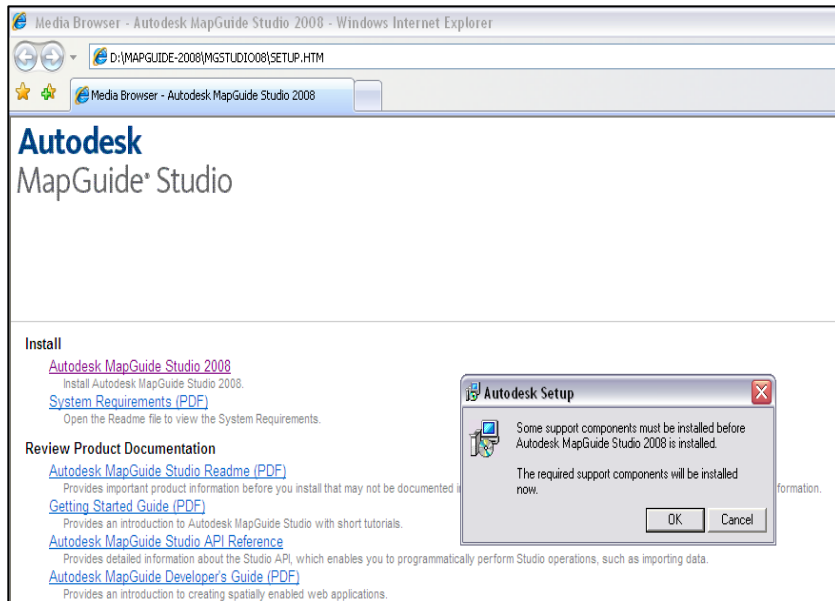 Media Browser - Autodesk MapGuide Studio 2008 - Windows Internet Explorer
D:\MAPGUIDE-2008\MGSTUDIO08\SETUP.HTM
Media Browser - Autodesk MapGuide Studio 2008
Autodesk
MapGuide® Studio
Install
Autodesk MapGuide Studio 2008
Install Autodesk MapGuide Studio 2008.
System Requirements (PDF)
Open the Readme file to view the System Requirements.
Review Product Documentation
Autodesk MapGuide Studio Readme (PDF)
Provides important product information before you install that may not be documented formation.
Getting Started Guide (PDF)
Provides an introduction to Autodesk MapGuide Studio with short tutorials.
Autodesk MapGuide Studio API Reference
Provides detailed information about the Studio API, which enables you to programmatically perform Studio operations, such as importing data.
Autodesk MapGuide Developer's Guide (PDF)
Provides an introduction to creating spatially enabled web applications.
Autodesk Setup
Some support components must be installed before
Autodesk MapGuide Studio 2008 is installed.
The required support components will be installed
now.
OK Cancel